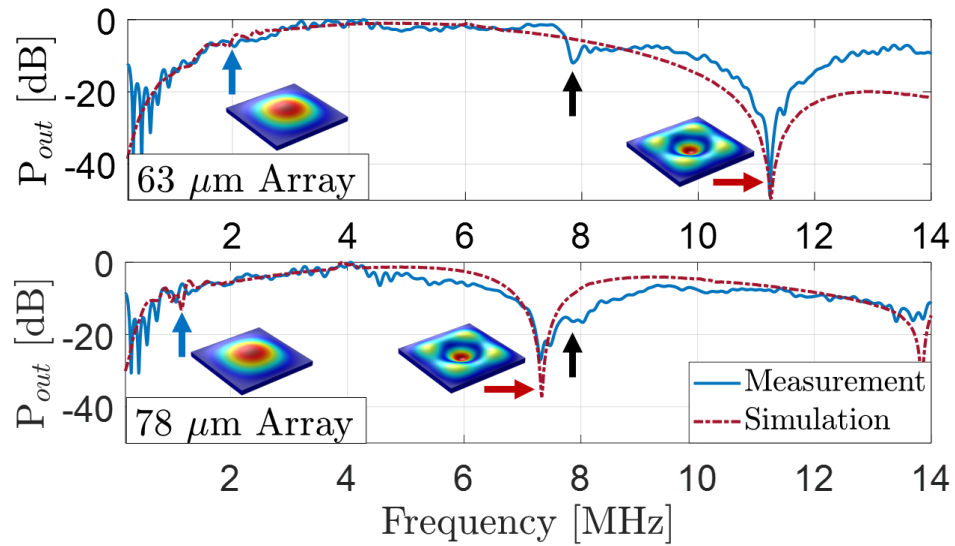 0
-20
-40
P_out [dB]
63 μm Array
2 4 6 8 10 12 14
0
-20
-40
P_out [dB]
78 μm Array
Measurement
Simulation
2 4 6 8 10 12 14
Frequency [MHz]